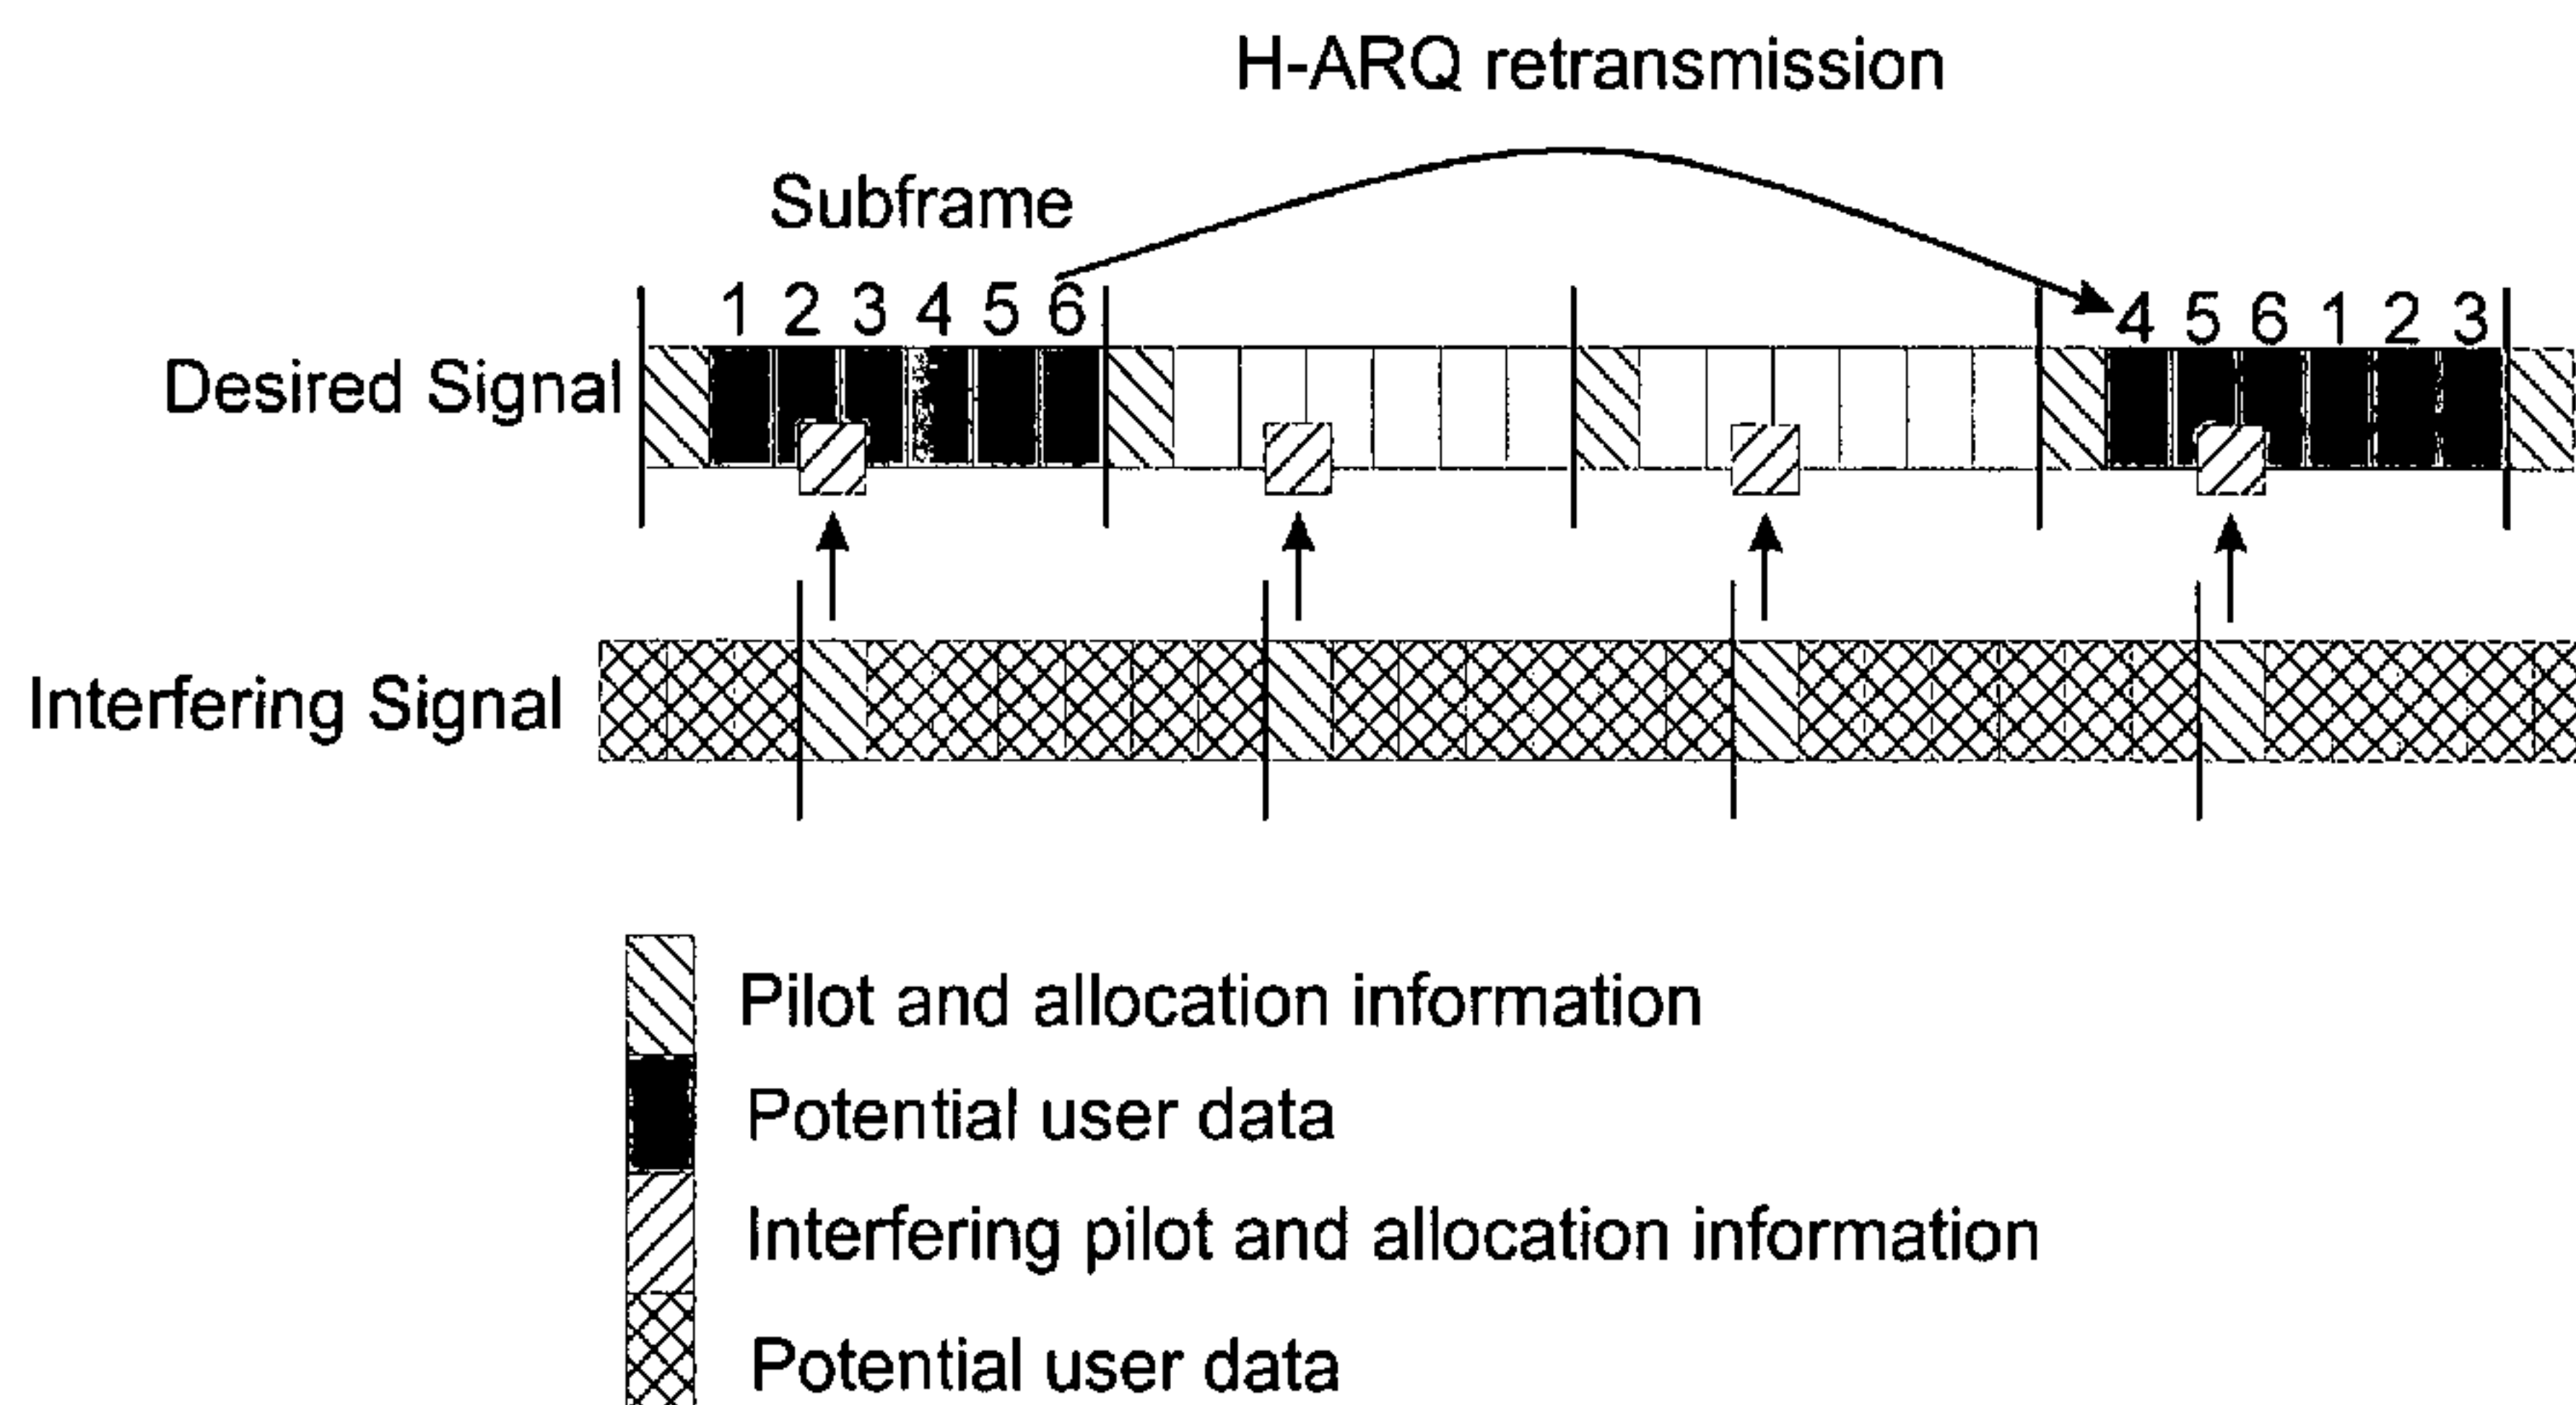 H-ARQ retransmission
Subframe
1 2 3 4 5 6
4 5 6 1 2 3
Desired Signal
Interfering Signal
Pilot and allocation information
Potential user data
Interfering pilot and allocation information
Potential user data